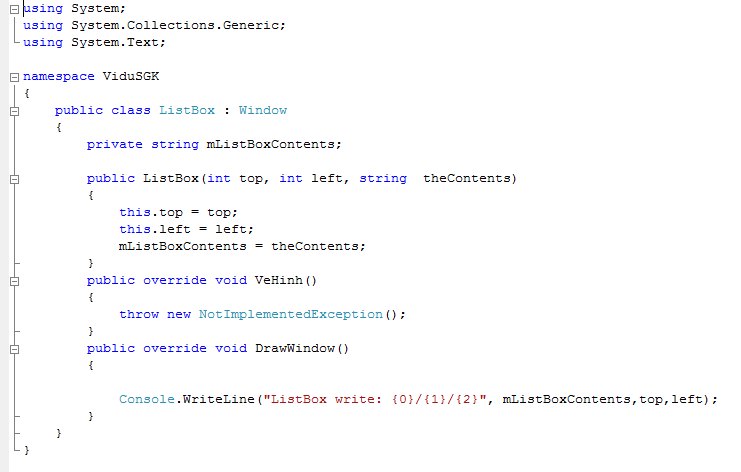 using System;
using System.Collections.Generic;
using System.Text;
namespace ViduSGK
{
public class ListBox : Window
{
private string mListBoxContents;
public ListBox(int top, int left, string  theContents)
{
this.top = top;
this.left = left;
mListBoxContents = theContents;
}
public override void VeHinh()
{
throw new NotImplementedException();
}
public override void DrawWindow()
{
Console.WriteLine("ListBox write: {0}/{1}/{2}", mListBoxContents,top,left);
}
}
}